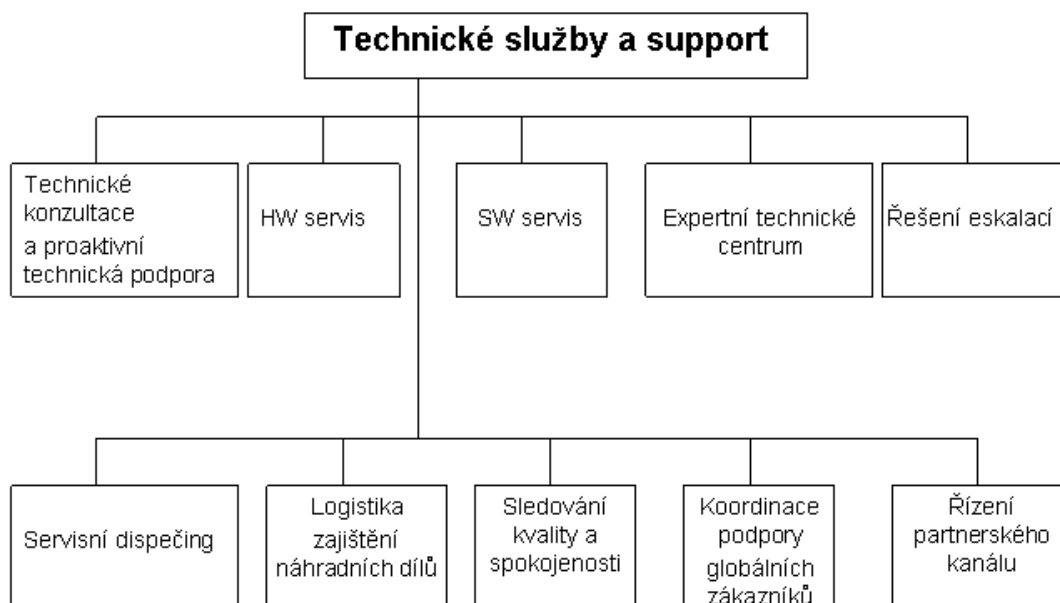 Technické služby a support
Technické
konzultace
a proaktivní
technická podpora
HW servis
SW servis
Expertní technické
centrum
Řešení eskalací
Servisní dispečing
Logistika
zajištění
náhradních dílů
Sledování
kvality a
spokojenosti
Koordinace
podpory
globálních
zákazníků
Řízení
partnerského
kanálu